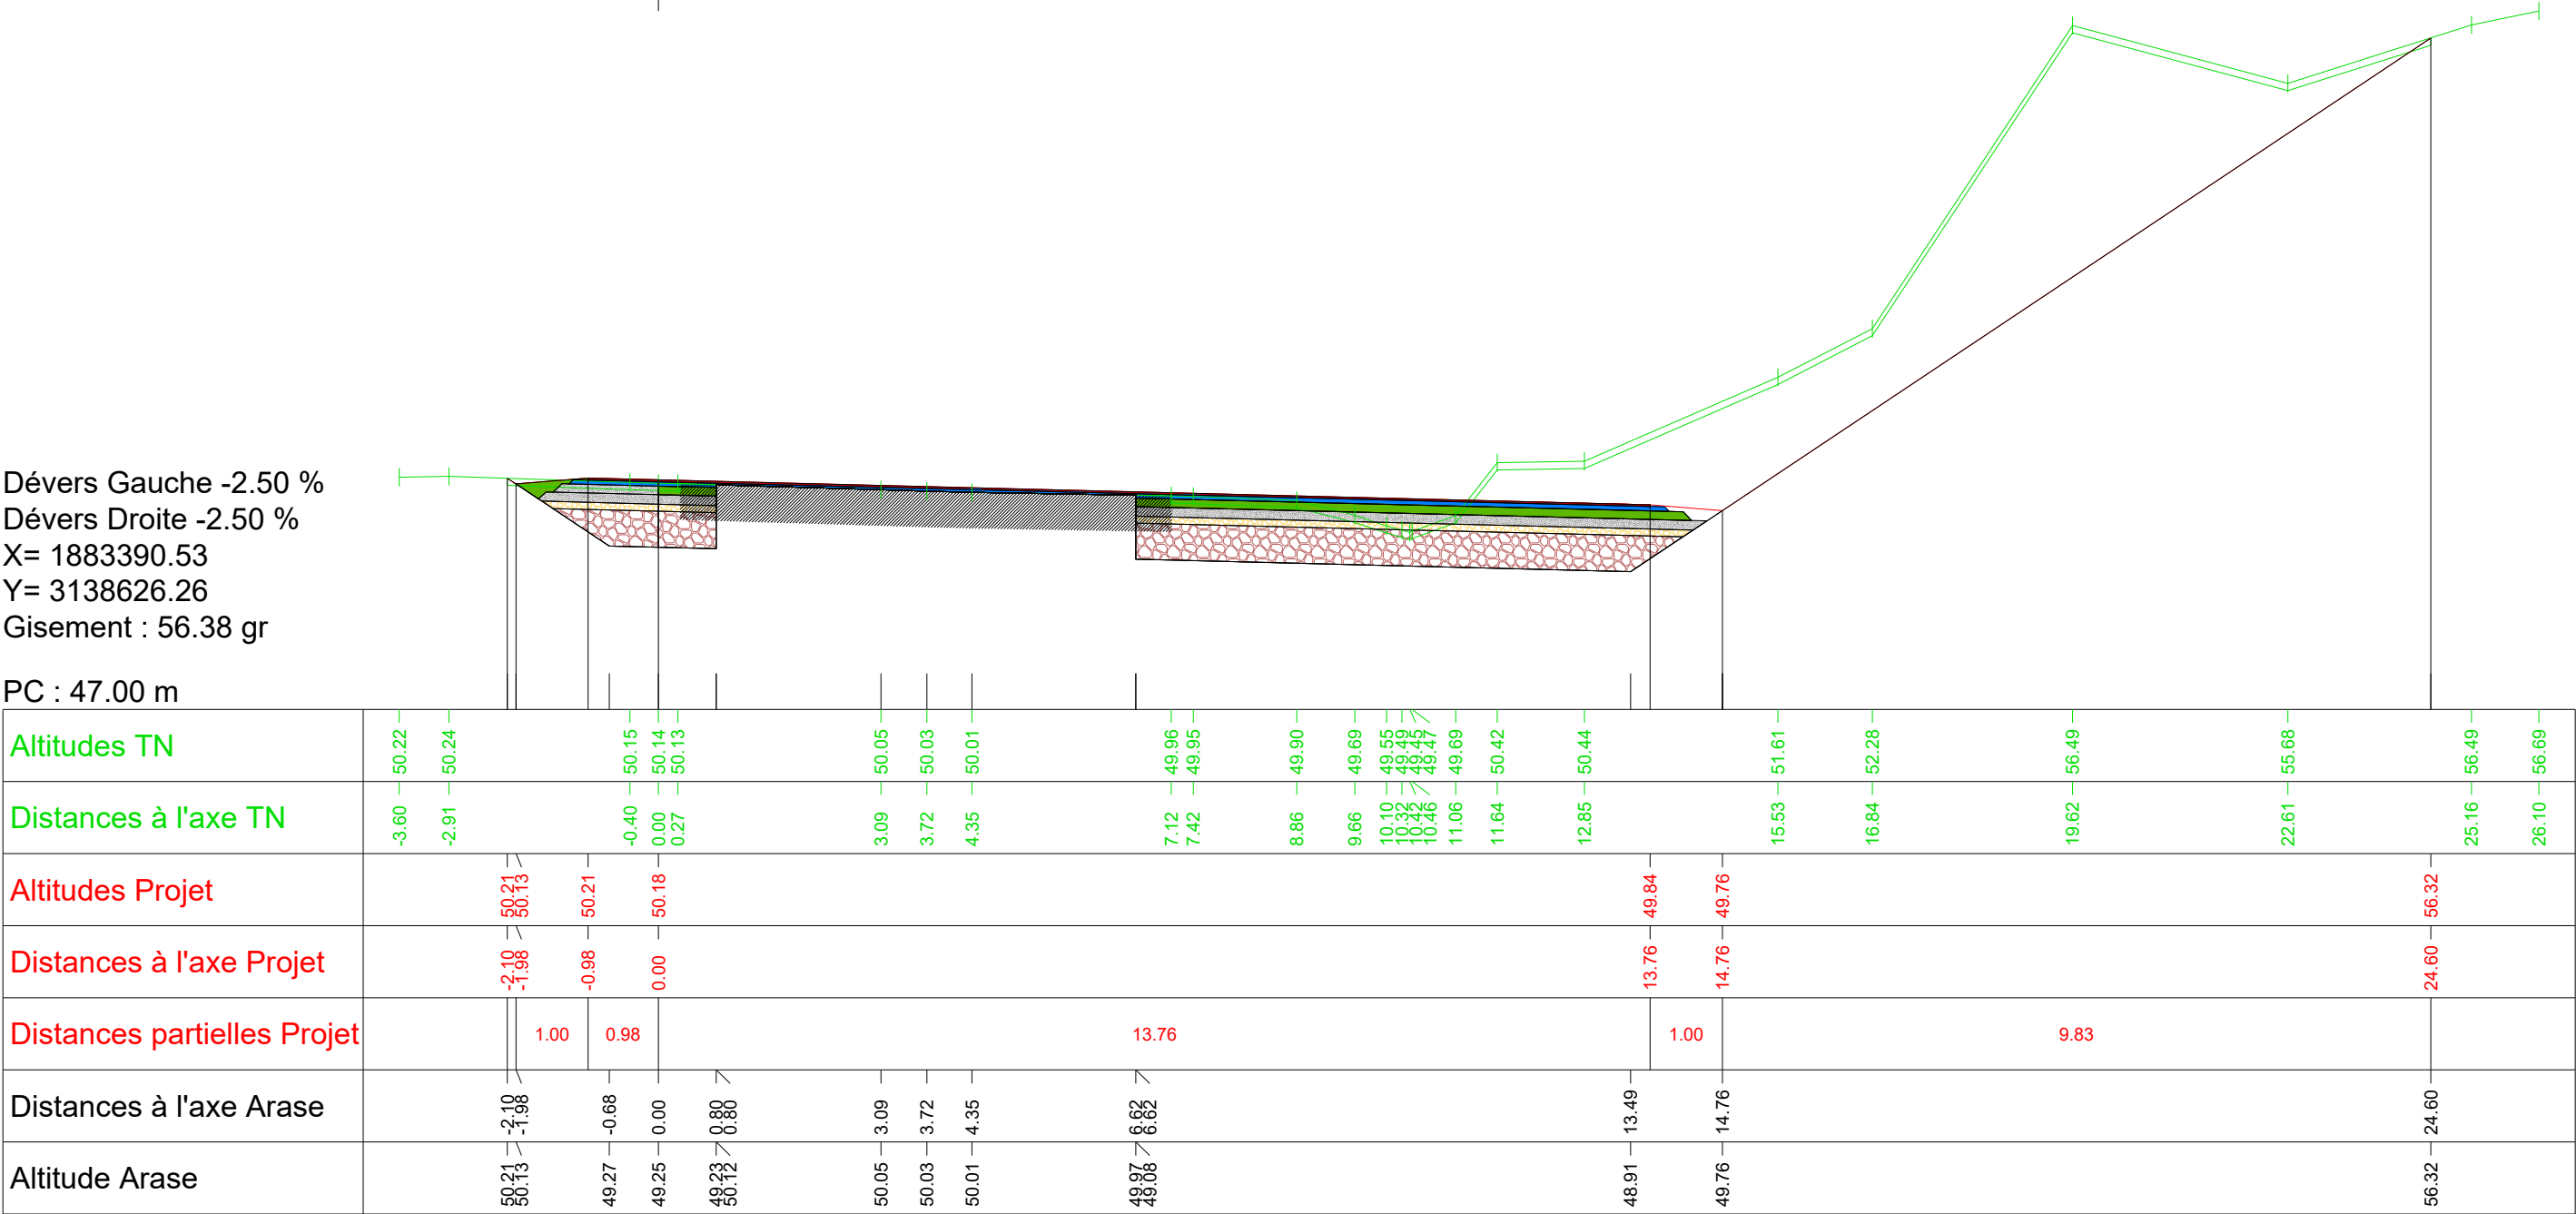 Dévers Gauche -2.50 %
Dévers Droite -2.50 %
X= 1883390.53
Y= 3138626.26
Gisement : 56.38 gr
PC : 47.00 m
Altitudes TN 50.22 50.24 50.15 50.14 50.13 50.05 50.03 50.01 49.96 49.95 49.90 49.69 49.55 49.49 49.45 49.47 49.69 50.42 50.44 51.61 52.28 56.49 55.68 56.49 56.69
Distances à l'axe TN -3.60 -2.91 -0.40 0.00 0.27 3.09 3.72 4.35 7.12 7.42 8.86 9.66 10.10 10.32 10.42 10.46 11.06 11.64 12.85 15.53 16.84 19.62 22.61 25.16 26.10
Altitudes Projet 50.21 50.13 50.21 50.18 49.84 49.76 56.32
Distances à l'axe Projet -2.10 -1.98 -0.98 0.00 13.76 14.76 24.60
Distances partielles Projet 1.00 0.98 13.76 1.00 9.83
Distances à l'axe Arase -2.10 -1.98 -0.68 0.00 0.80 0.80 3.09 3.72 4.35 6.62 6.62 13.49 14.76 24.60
Altitude Arase 50.21 50.13 49.27 49.25 49.23 50.12 50.05 50.03 50.01 49.97 49.08 48.91 49.76 56.32